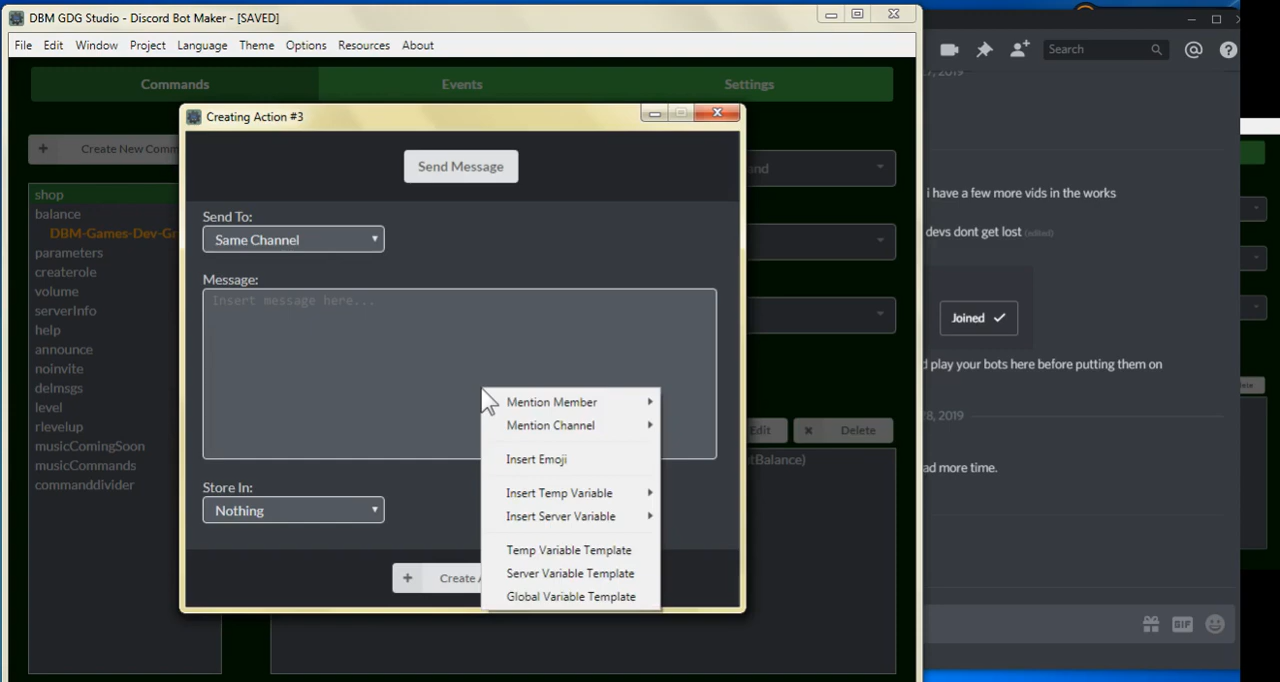 DBM GDG Studio - Discord Bot Maker - [SAVED]
File Edit Window Project Language Theme Options Resources About
Search
Commands Events Settings
Creating Action #3
Create New Comm
Send Message
shop
balance
DBM-Games-Dev-Gr
parameters
createrole
volume
serverInfo
help
announce
noinvite
delmsgs
level
rlevelup
musicComingSoon
musicCommands
commanddivider
Send To:
Same Channel
Message:
Insert message here...
Store In:
Nothing
Create A
Mention Member
Mention Channel
Insert Emoji
Insert Temp Variable
Insert Server Variable
Temp Variable Template
Server Variable Template
Global Variable Template
and
Edit
Delete
ntBalance)
i have a few more vids in the works
devs dont get lost (edited)
Joined
d play your bots here before putting them on
28, 2019
ad more time.
GIF